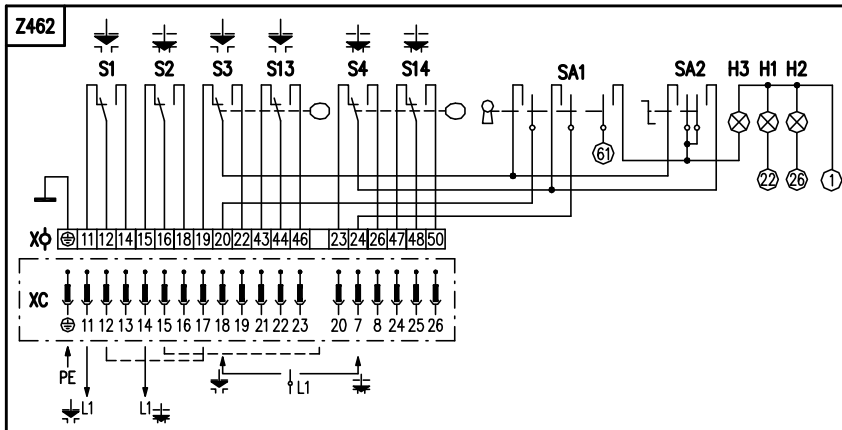 Z462
S1 S2 S3 S13 S4 S14 SA1 SA2 H3 H1 H2
61
22 26 1
X 11 12 14 15 16 18 19 20 22 43 44 46 23 24 26 47 48 50
XC
11 12 13 14 15 16 17 18 19 21 22 23 20 7 8 24 25 26
PE
L1 L1 L1